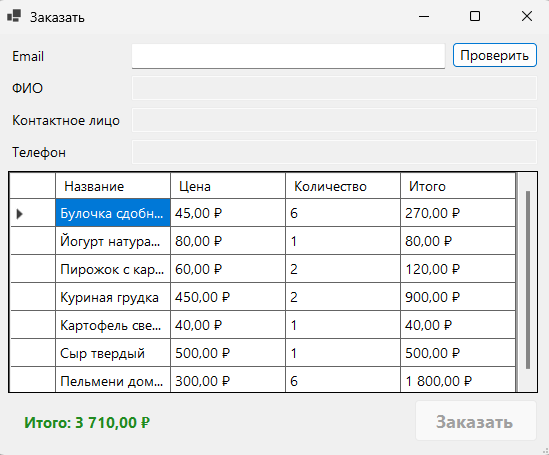 Заказать
Email Проверить
ФИО
Контактное лицо
Телефон
Название Цена Количество Итого
Булочка сдобн... 45,00 ₽ 6 270,00 ₽
Йогурт натура... 80,00 ₽ 1 80,00 ₽
Пирожок с кар... 60,00 ₽ 2 120,00 ₽
Куриная грудка 450,00 ₽ 2 900,00 ₽
Картофель све... 40,00 ₽ 1 40,00 ₽
Сыр твердый 500,00 ₽ 1 500,00 ₽
Пельмени дом... 300,00 ₽ 6 1 800,00 ₽
Итого: 3 710,00 ₽ Заказать